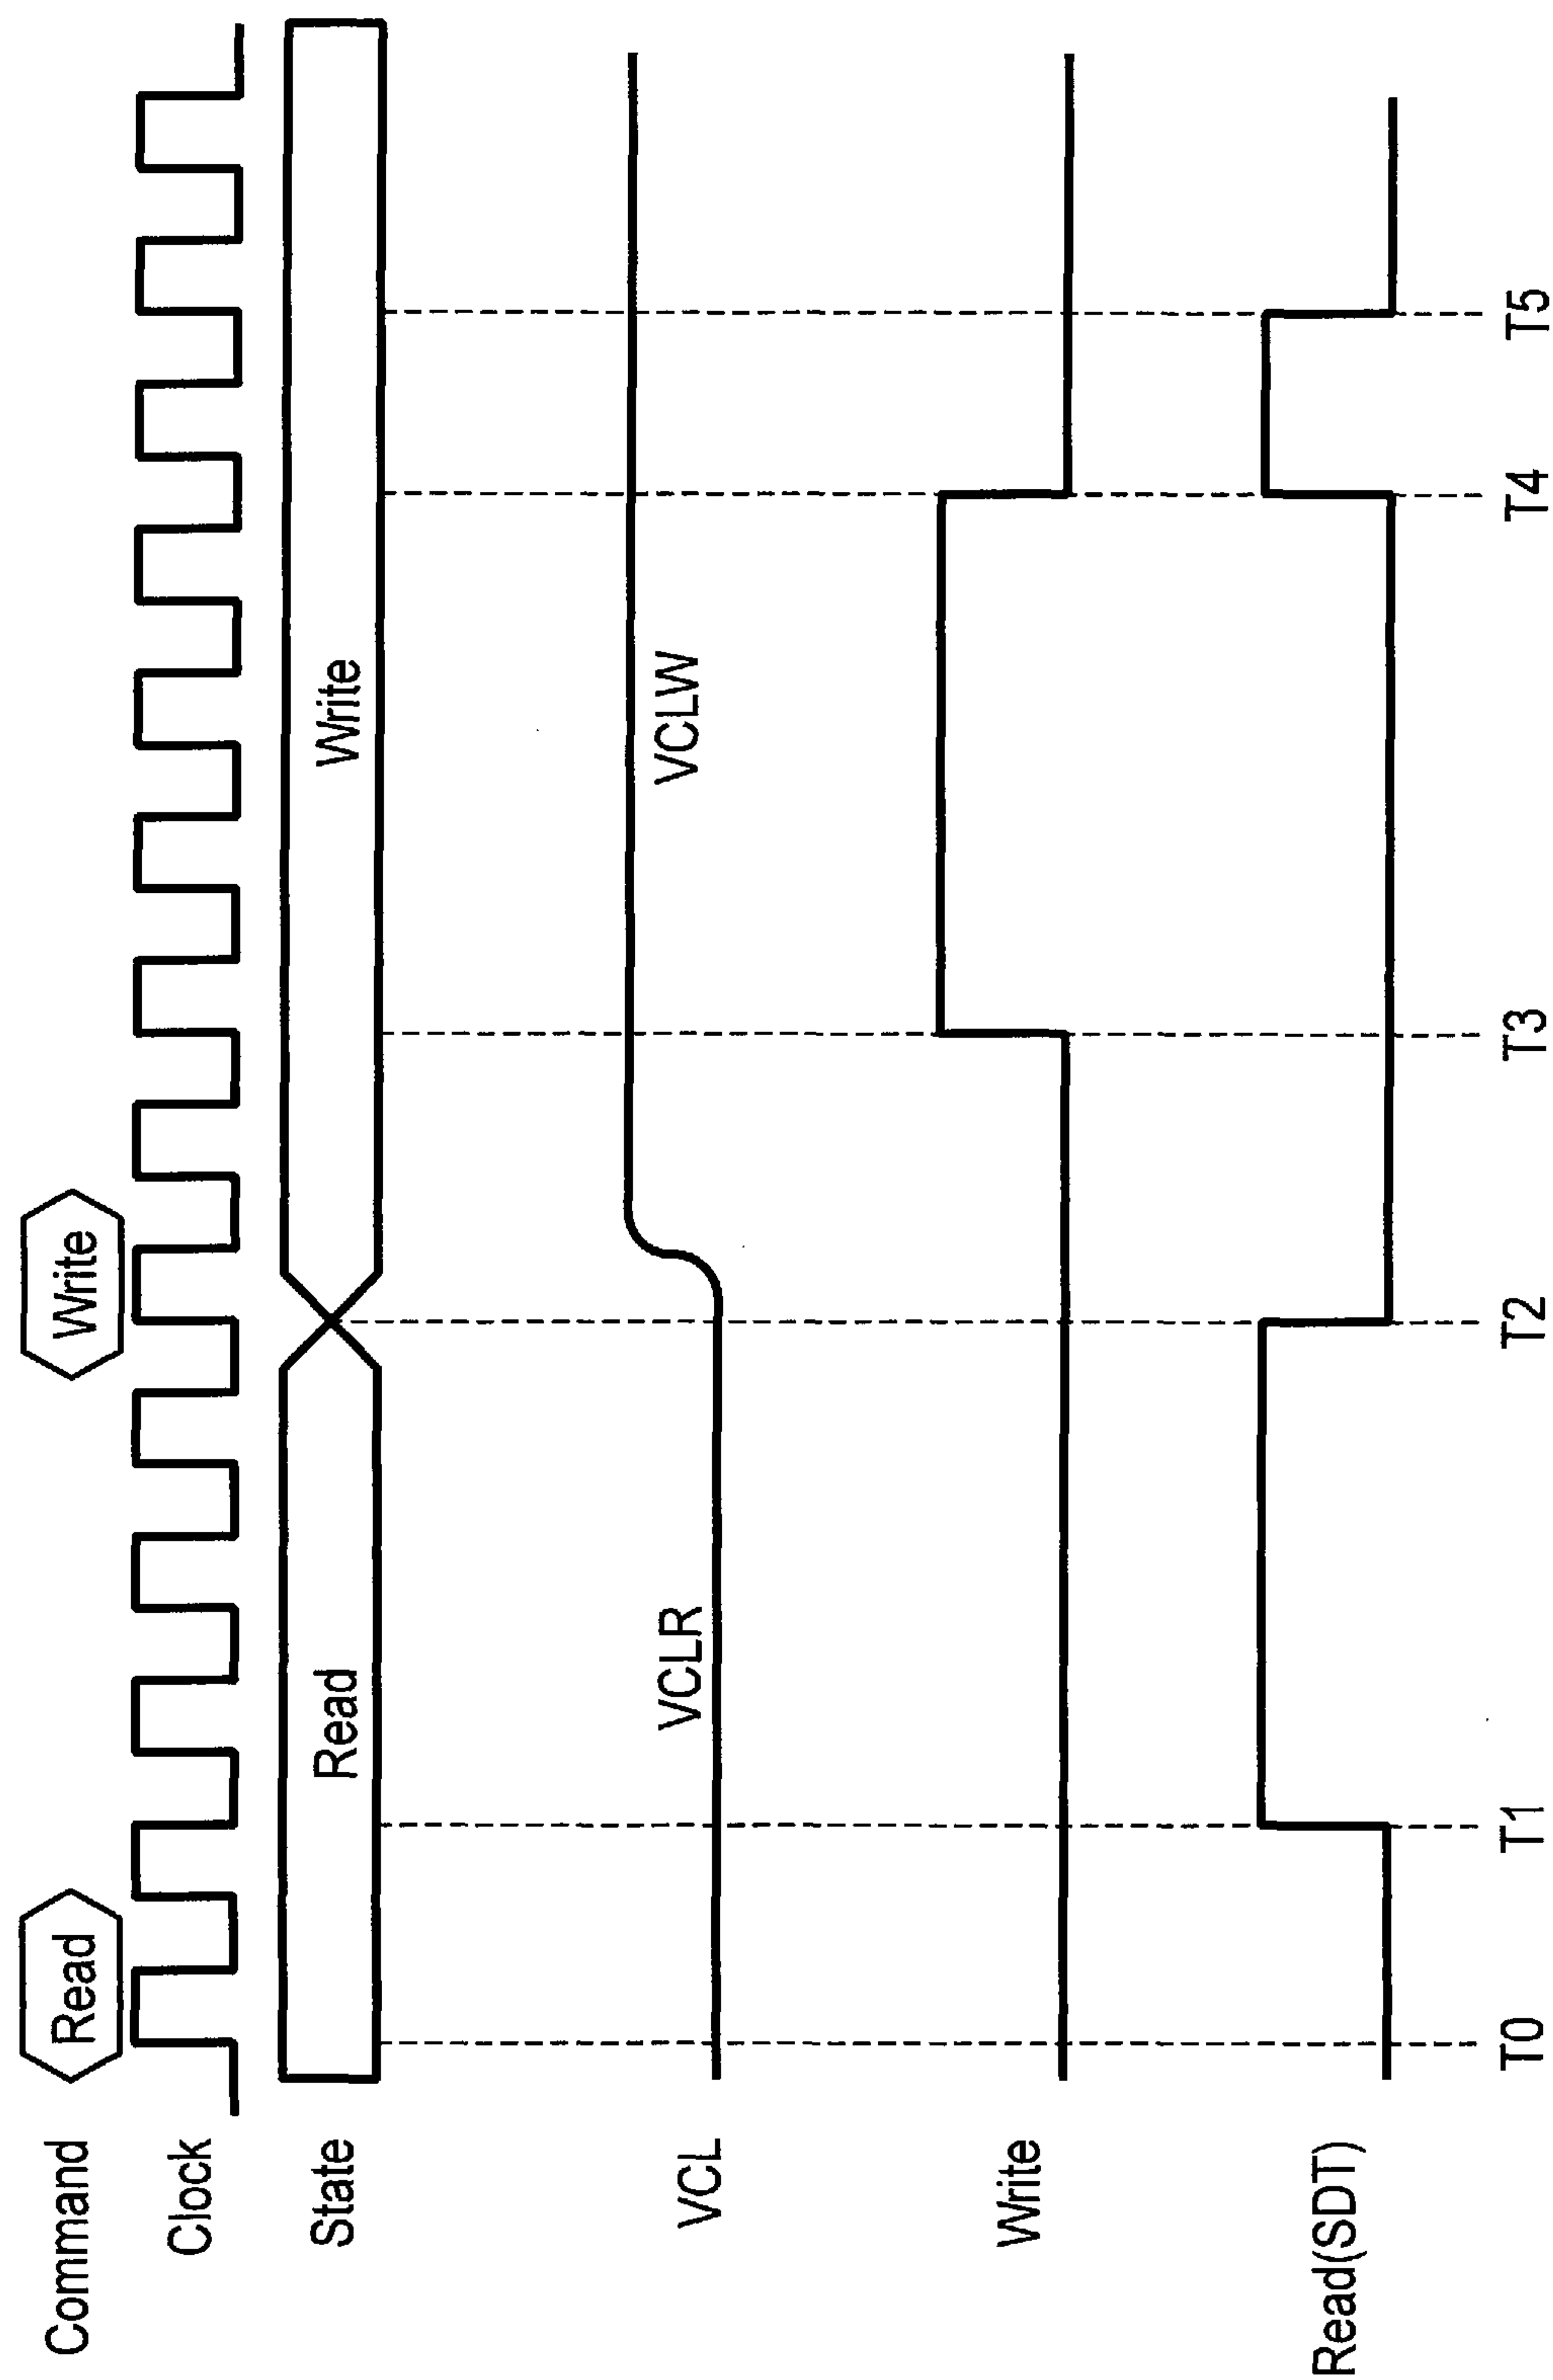 Command
Read
Write
Clock
State
Read
Write
VCL
VCLR
VCLW
Write
Read(SDT)
T0
T1
T2
T3
T4
T5